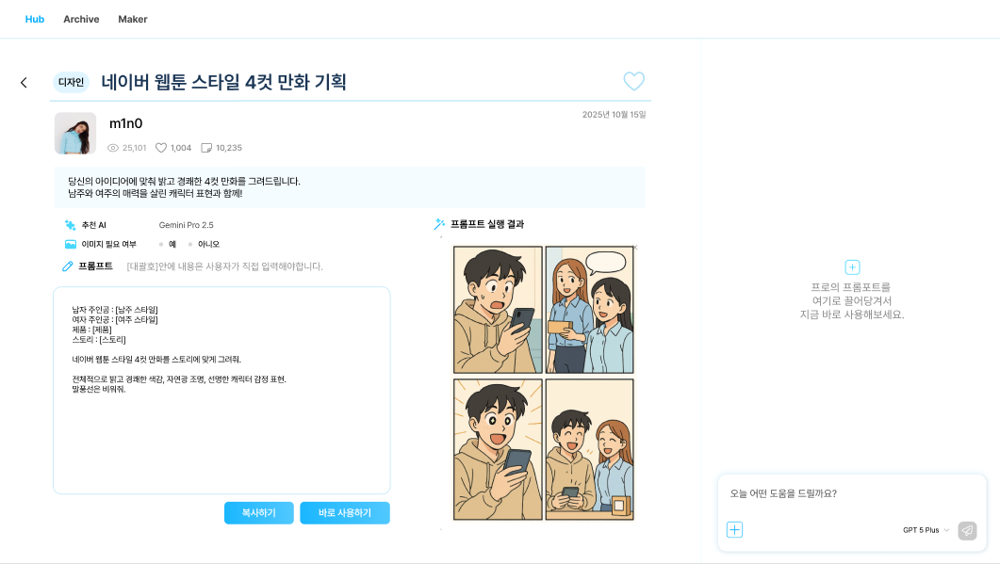 Hub Archive Maker
디자인 네이버 웹툰 스타일 4컷 만화 기획
m1n0
2025년 10월 15일
25,101 1,004 10,235
당신의 아이디어에 맞춰 밝고 경쾌한 4컷 만화를 그려드립니다.
남주와 여주의 매력을 살린 캐릭터 표현과 함께!
추천 AI Gemini Pro 2.5
이미지 필요 여부 예 아니오
프롬프트 [대괄호]안에 내용은 사용자가 직접 입력해야합니다.
남자 주인공 : [남주 스타일]
여자 주인공 : [여주 스타일]
제품 : [제품]
스토리 : [스토리]
네이버 웹툰 스타일 4컷 만화를 스토리에 맞게 그려줘.
전체적으로 밝고 경쾌한 색감, 자연광 조명, 선명한 캐릭터 감정 표현.
말풍선은 비워줘.
복사하기 바로 사용하기
프롬프트 실행 결과
프로의 프롬포트를
여기로 끌어당겨서
지금 바로 사용해보세요.
오늘 어떤 도움을 드릴까요?
GPT 5 Plus